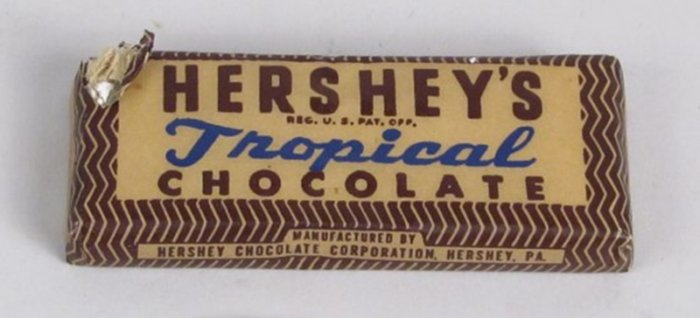 HERSHEY'S
REG. U. S. PAT. OFF.
Tropical
CHOCOLATE
MANUFACTURED BY
HERSHEY CHOCOLATE CORPORATION, HERSHEY, PA.